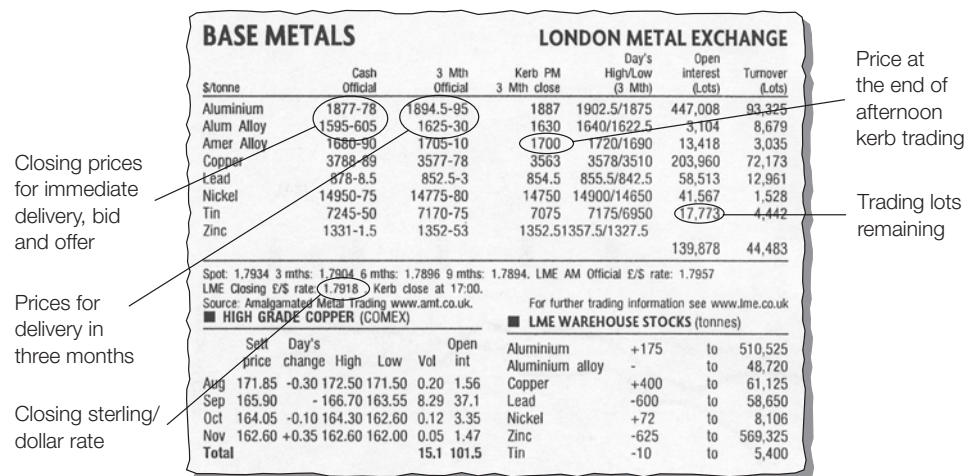 BASE METALS LONDON METAL EXCHANGE
$/tonne Cash Official 3 Mth Official Kerb PM 3 Mth close Day's High/Low (3 Mth) Open interest (Lots) Turnover (Lots)
Aluminium 1877-78 1894.5-95 1887 1902.5/1875 447,008 93,325
Alum Alloy 1595-605 1625-30 1630 1640/1622.5 3,104 8,679
Amer Alloy 1680-90 1705-10 1700 1720/1690 13,418 3,035
Copper 3788-89 3577-78 3563 3578/3510 203,960 72,173
Lead 878-8.5 852.5-3 854.5 855.5/842.5 58,513 12,961
Nickel 14950-75 14775-80 14750 14900/14650 41,567 1,528
Tin 7245-50 7170-75 7075 7175/6950 17,773 4,442
Zinc 1331-1.5 1352-53 1352.5 1357.5/1327.5
139,878 44,483
Spot: 1.7934 3 mths: 1.7904 6 mths: 1.7896 9 mths: 1.7894. LME AM Official £/$ rate: 1.7957
LME Closing £/$ rate: 1.7918 Kerb close at 17:00.
Source: Amalgamated Metal Trading www.amt.co.uk. For further trading information see www.lme.co.uk
HIGH GRADE COPPER (COMEX)
Sett price Day's change High Low Vol Open int
Aug 171.85 -0.30 172.50 171.50 0.20 1.56
Sep 165.90 - 166.70 163.55 8.29 37.1
Oct 164.05 -0.10 164.30 162.60 0.12 3.35
Nov 162.60 +0.35 162.60 162.00 0.05 1.47
Total 15.1 101.5
LME WAREHOUSE STOCKS (tonnes)
Aluminium +175 to 510,525
Aluminium alloy - to 48,720
Copper +400 to 61,125
Lead -600 to 58,650
Nickel +72 to 8,106
Zinc -625 to 569,325
Tin -10 to 5,400
Closing prices
for immediate
delivery, bid
and offer
Prices for
delivery in
three months
Closing sterling/
dollar rate
Price at
the end of
afternoon
kerb trading
Trading lots
remaining